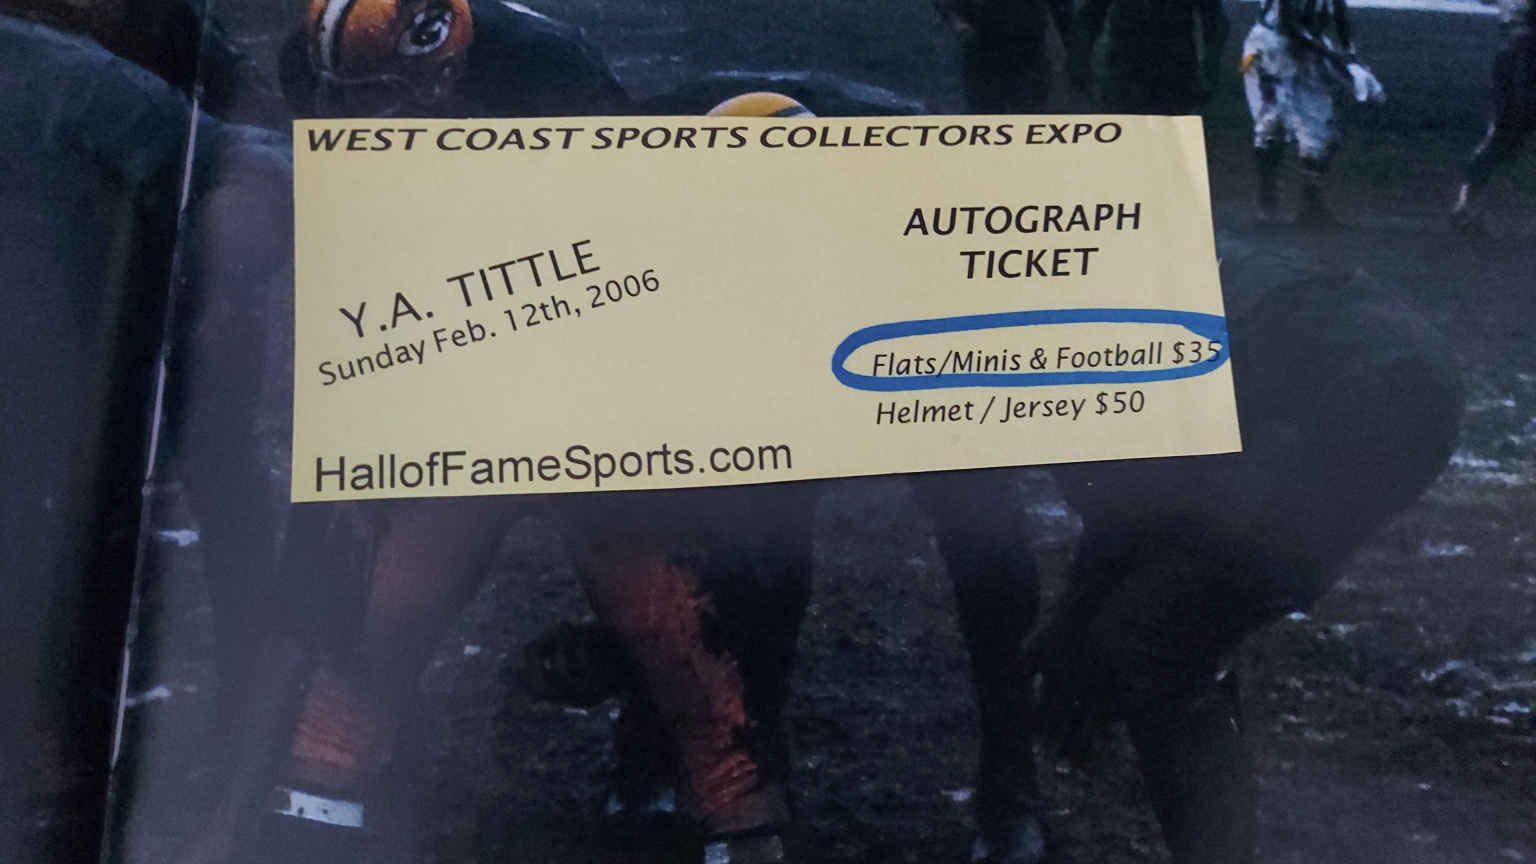 WEST COAST SPORTS COLLECTORS EXPO
AUTOGRAPH
TICKET
Y.A. TITTLE
Sunday Feb. 12th, 2006
Flats/Minis & Football $35
Helmet / Jersey $50
HallofFameSports.com